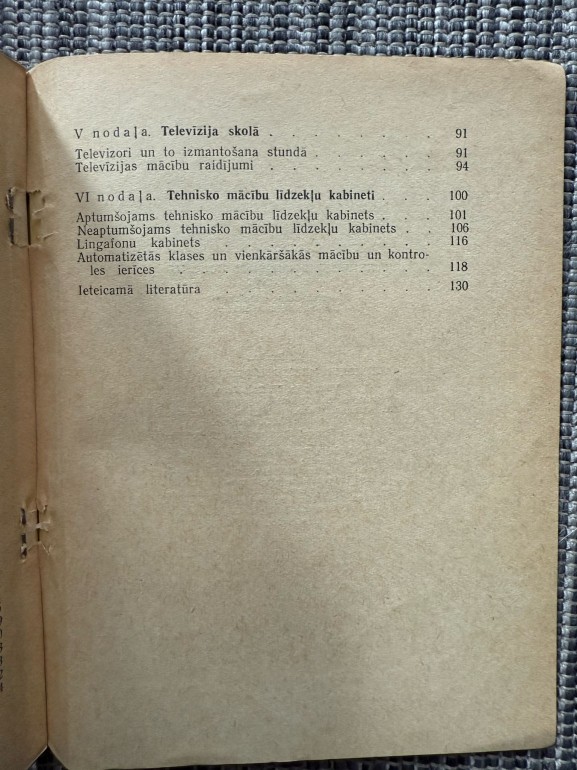 V nodaļa. Televīzija skolā . . . . . . . 91
Televizori un to izmantošana stundā . . . . . 91
Televīzijas mācību raidījumi . . . . . . . 94
VI nodaļa. Tehnisko mācību līdzekļu kabineti . . . 100
Aptumšojams tehnisko mācību līdzekļu kabinets . . . 101
Neaptumšojams tehnisko mācību līdzekļu kabinets . . 106
Lingafonu kabinets . . . . . . . . . 116
Automatizētās klases un vienkāršākās mācību un kontro-
les ierīces . . . . . . . . . . 118
Ieteicamā literatūra . . . . . . . . 130